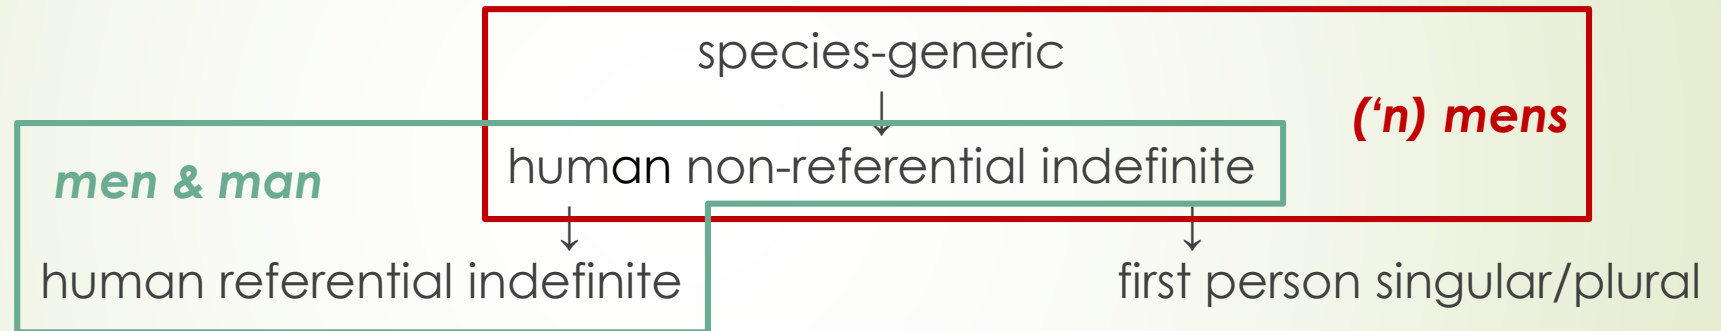 species-generic
↓
(‘n) mens
men & man
human non-referential indefinite
↓ ↓
human referential indefinite
first person singular/plural